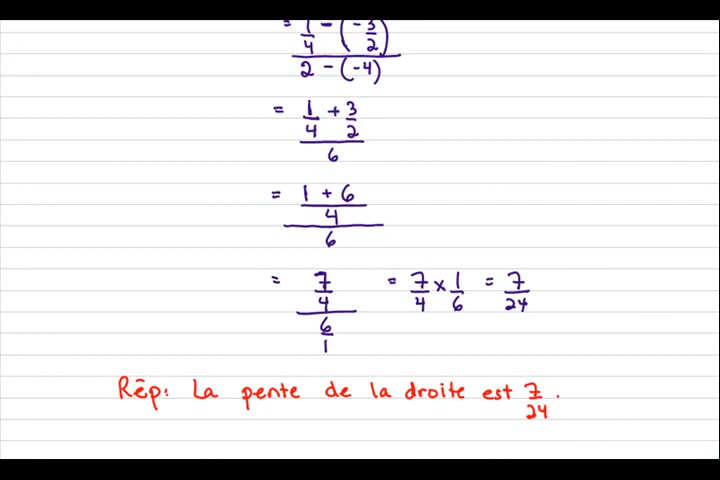 = 1/4 - (-3/2)
2 - (-4)
= 1/4 + 3/2
6
= 1 + 6
4
6
= 7/4 = 7/4 x 1/6 = 7/24
6/1
Rép: La pente de la droite est 7/24.